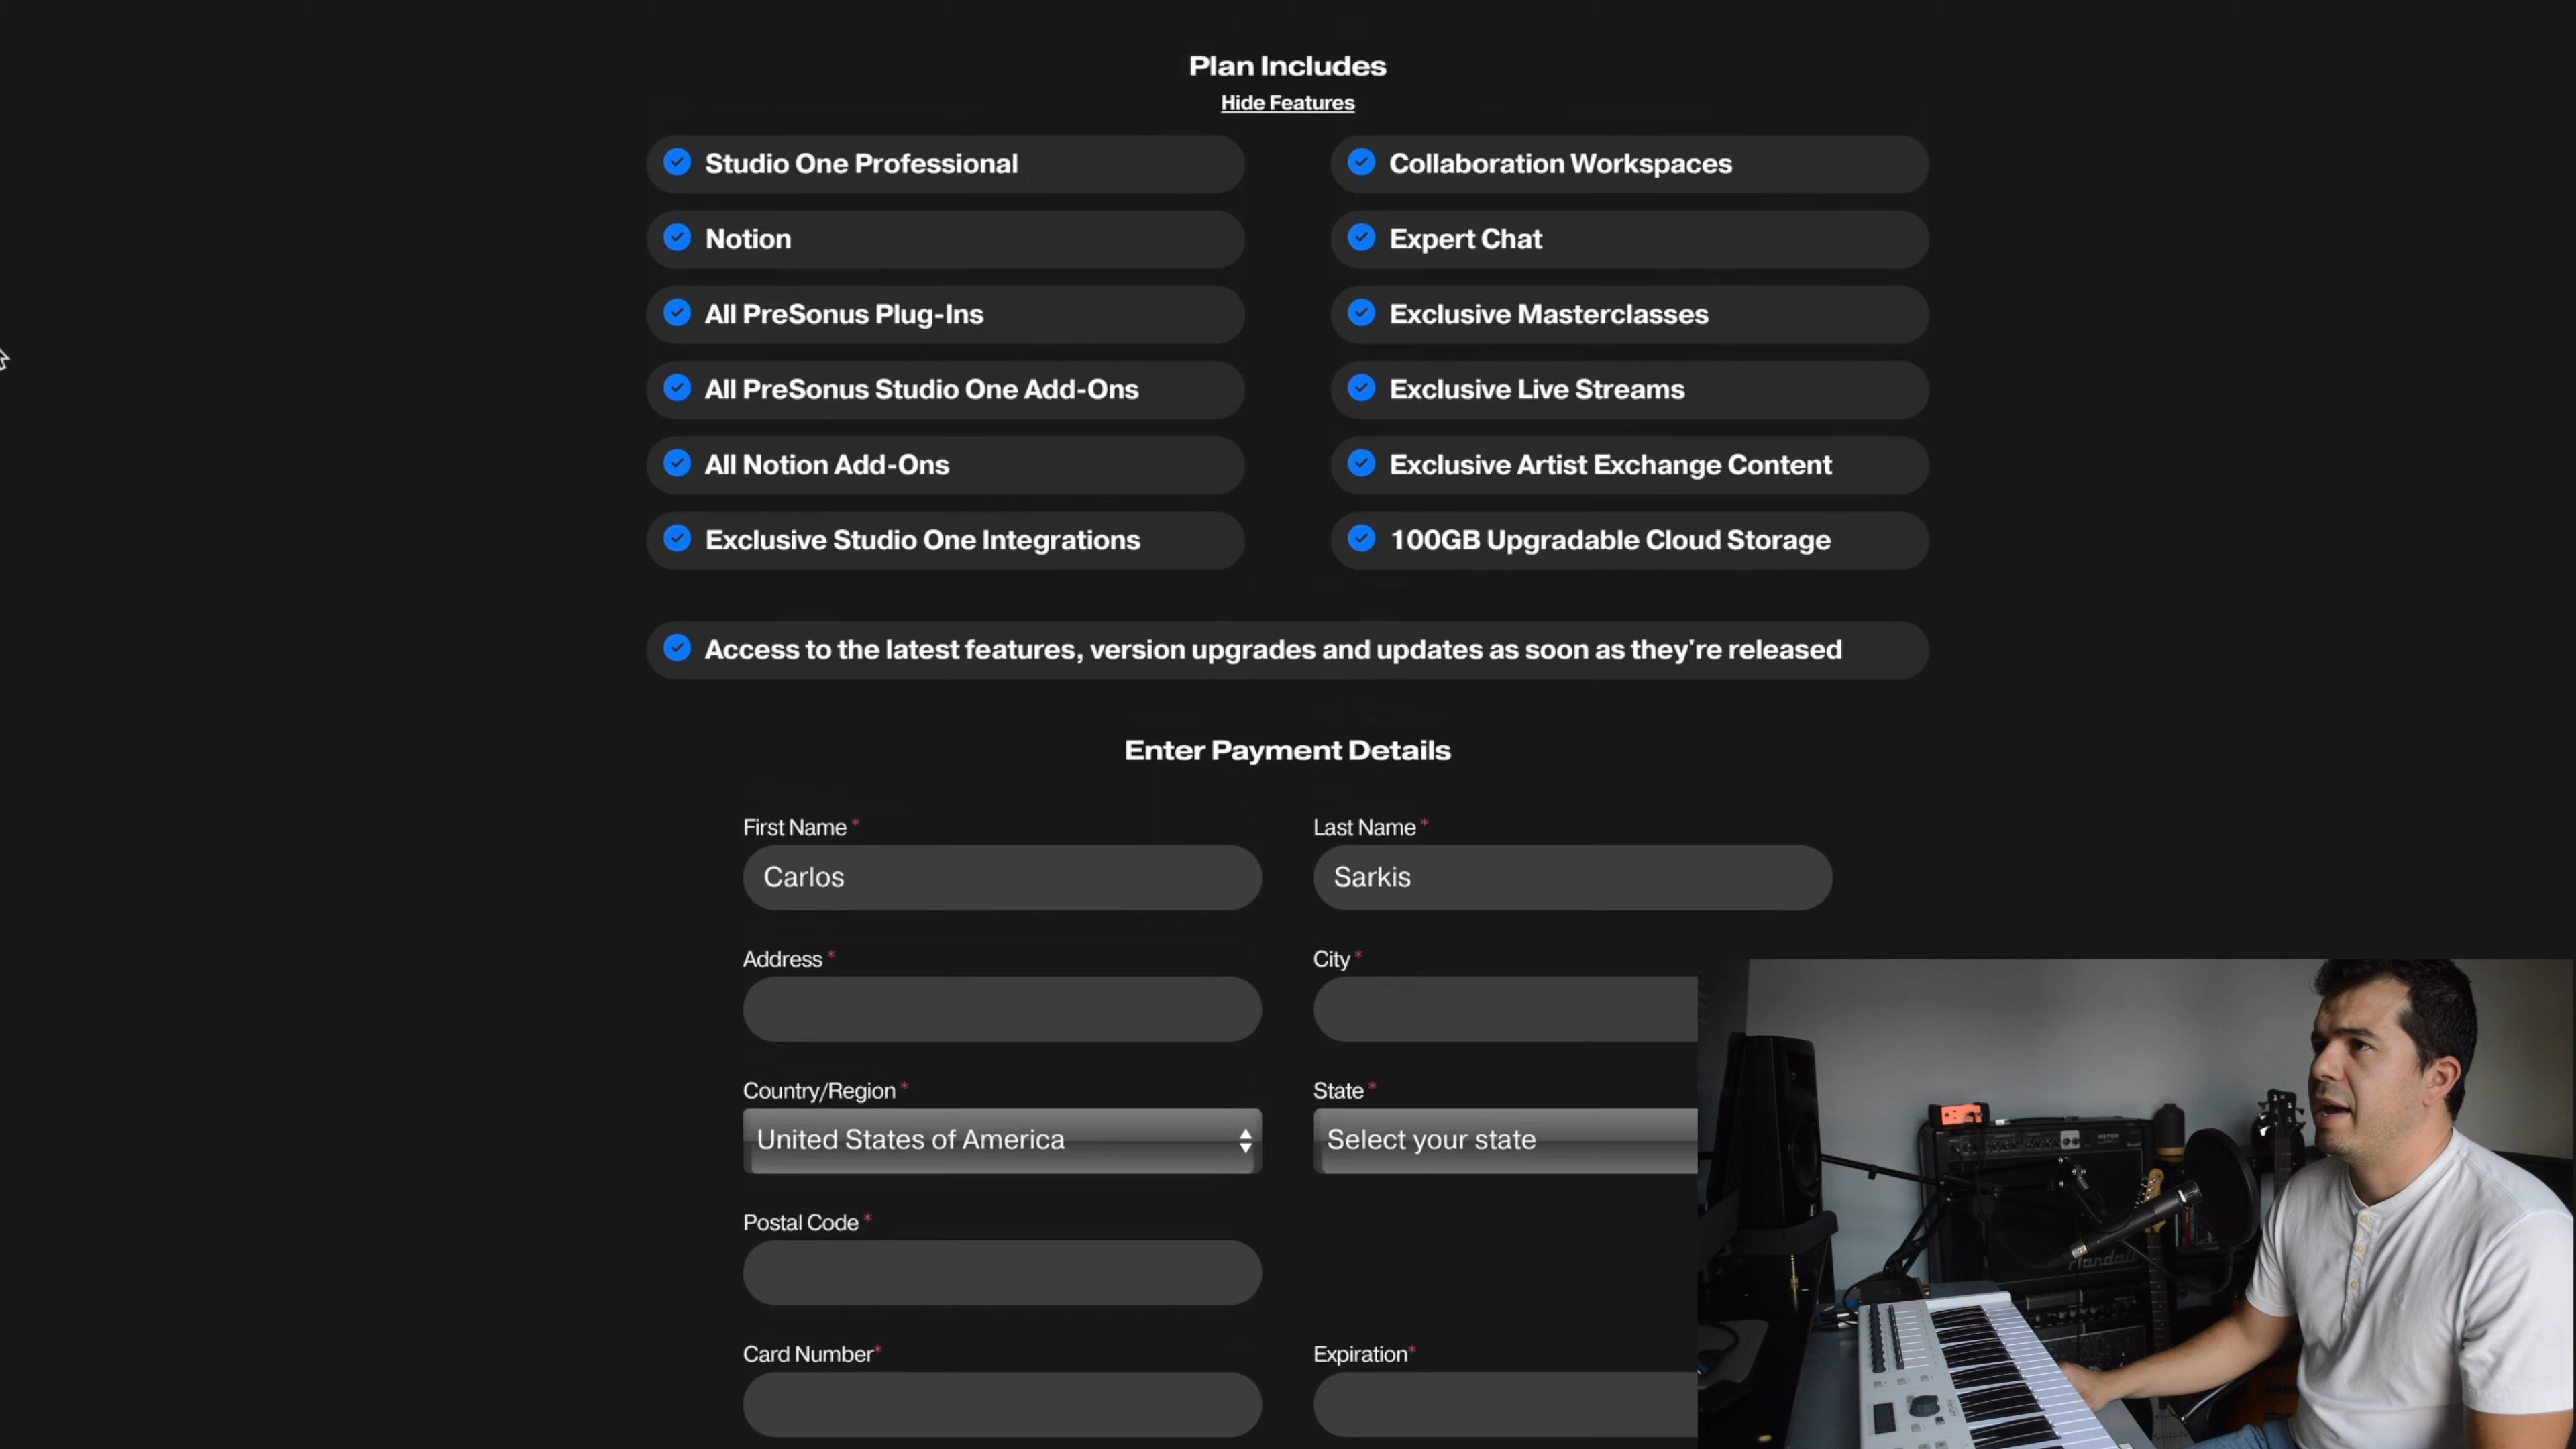 Plan Includes
Hide Features
Studio One Professional
Collaboration Workspaces
Notion
Expert Chat
All PreSonus Plug-Ins
Exclusive Masterclasses
All PreSonus Studio One Add-Ons
Exclusive Live Streams
All Notion Add-Ons
Exclusive Artist Exchange Content
Exclusive Studio One Integrations
100GB Upgradable Cloud Storage
Access to the latest features, version upgrades and updates as soon as they're released
Enter Payment Details
First Name *
Last Name *
Carlos
Sarkis
Address *
City *
Country/Region *
State *
United States of America
Select your state
Postal Code *
Card Number*
Expiration*
Randall